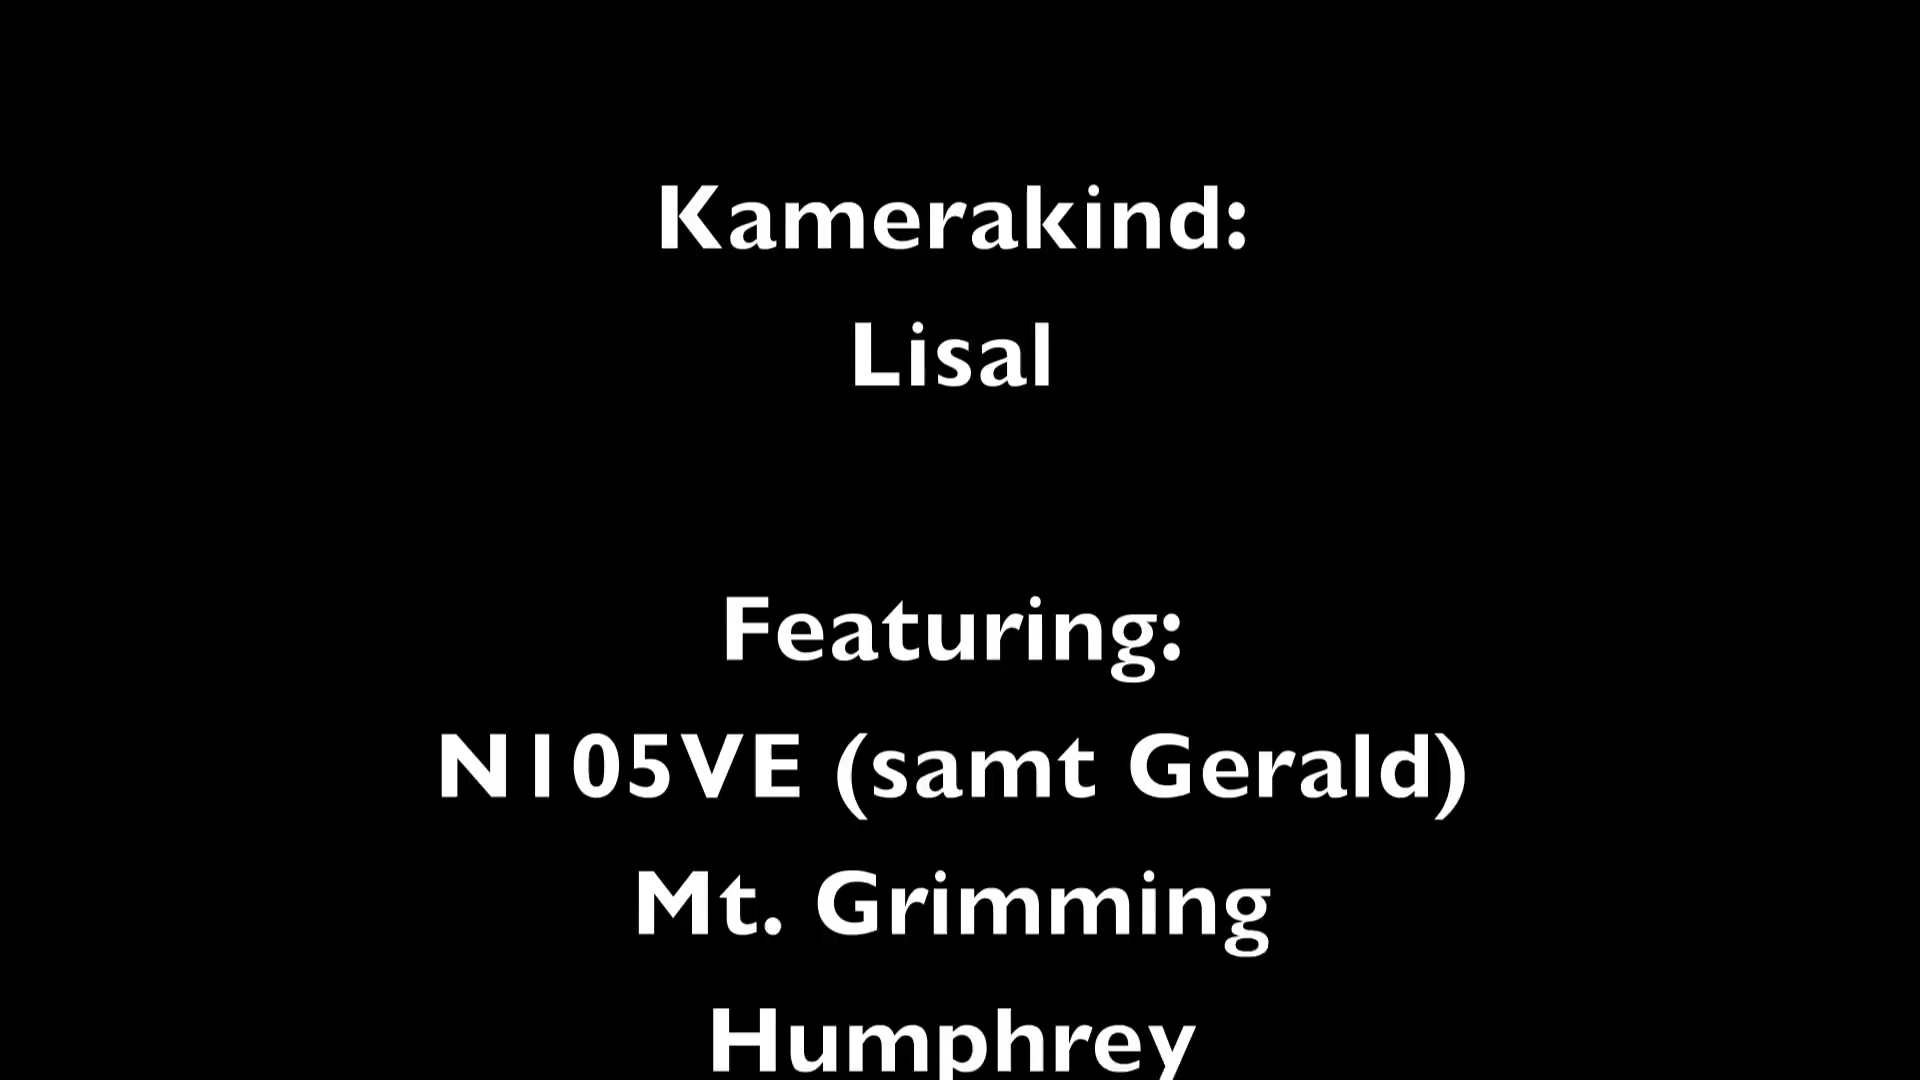 Kamerakind:
Lisal
Featuring:
N105VE (samt Gerald)
Mt. Grimming
Humphrey